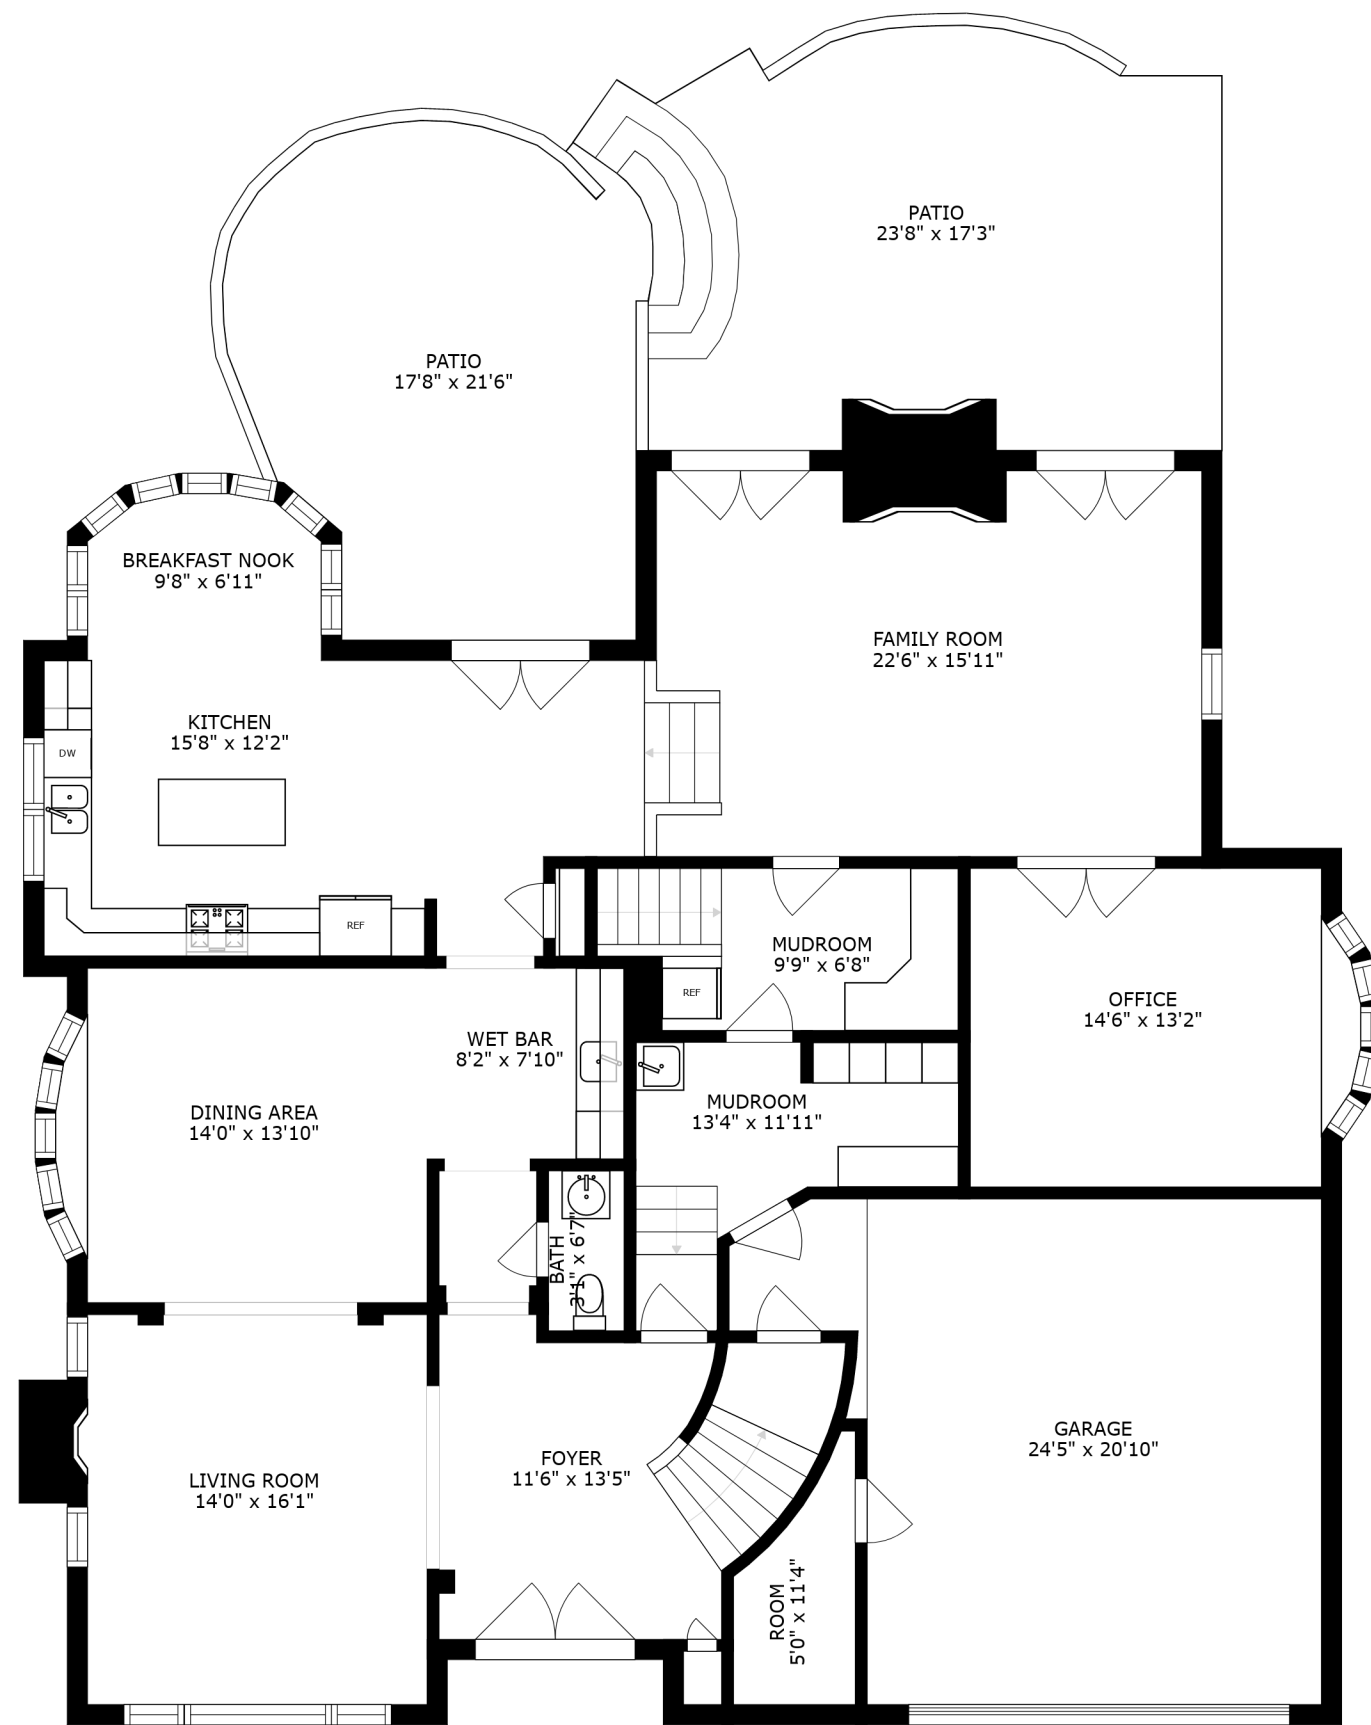 PATIO
23'8" x 17'3"
PATIO
17'8" x 21'6"
BREAKFAST NOOK
9'8" x 6'11"
FAMILY ROOM
22'6" x 15'11"
KITCHEN
15'8" x 12'2"
DW
REF
MUDROOM
9'9" x 6'8"
REF
OFFICE
14'6" x 13'2"
WET BAR
8'2" x 7'10"
DINING AREA
14'0" x 13'10"
MUDROOM
13'4" x 11'11"
BATH
3'1" x 6'7"
GARAGE
24'5" x 20'10"
FOYER
11'6" x 13'5"
LIVING ROOM
14'0" x 16'1"
ROOM
5'0" x 11'4"